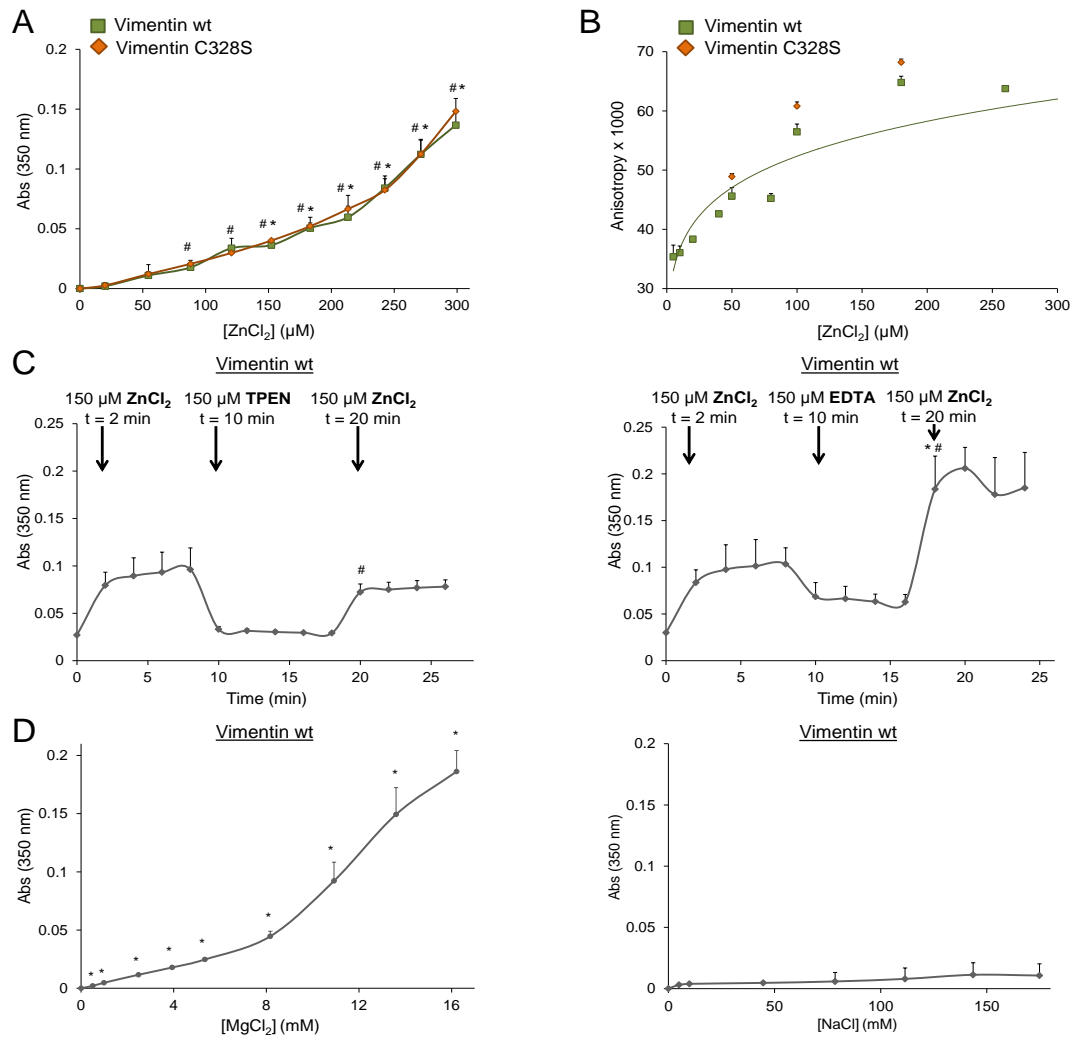 A
Vimentin wt
Vimentin C328S
0.2
0.15
0.1
0.05
0
Abs (350 nm)
#
#
# *
# *
# *
# *
# *
# *
0 50 100 150 200 250 300
[ZnCl₂] (µM)
B
Vimentin wt
Vimentin C328S
70
60
50
40
30
Anisotropy x 1000
0 50 100 150 200 250 300
[ZnCl₂] (µM)
C
Vimentin wt
150 µM ZnCl₂
t = 2 min
150 µM TPEN
t = 10 min
150 µM ZnCl₂
t = 20 min
0.25
0.2
0.15
0.1
0.05
0
Abs (350 nm)
#
0 5 10 15 20 25
Time (min)
Vimentin wt
150 µM ZnCl₂
t = 2 min
150 µM EDTA
t = 10 min
150 µM ZnCl₂
t = 20 min
* #
0.25
0.2
0.15
0.1
0.05
0
Abs (350 nm)
0 5 10 15 20 25
Time (min)
D
Vimentin wt
0.2
0.15
0.1
0.05
0
Abs (350 nm)
* * * * * * * *
*
0 4 8 12 16
[MgCl₂] (mM)
Vimentin wt
0.2
0.15
0.1
0.05
0
Abs (350 nm)
0 50 100 150
[NaCl] (mM)